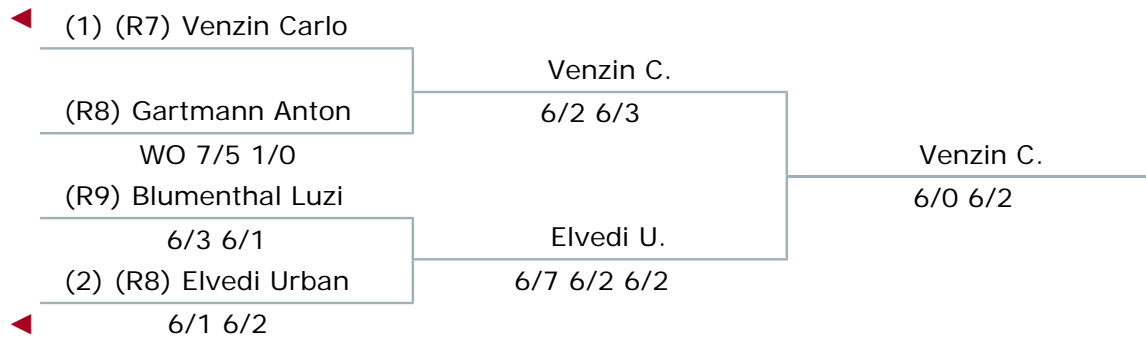 (1) (R7) Venzin Carlo
Venzin C.
(R8) Gartmann Anton
6/2 6/3
WO 7/5 1/0
Venzin C.
(R9) Blumenthal Luzi
6/0 6/2
6/3 6/1
Elvedi U.
(2) (R8) Elvedi Urban
6/7 6/2 6/2
6/1 6/2